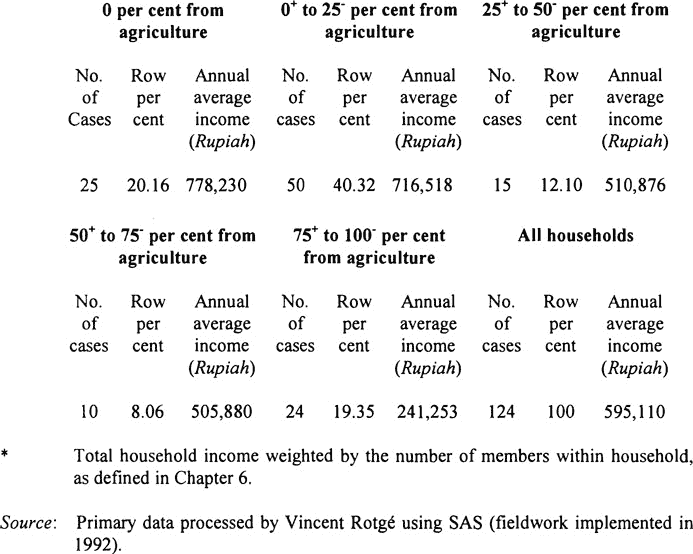 0 per cent from agriculture 0⁺ to 25⁻ per cent from agriculture 25⁺ to 50⁻ per cent from agriculture
No. of Cases Row per cent Annual average income (Rupiah) No. of cases Row per cent Annual average income (Rupiah) No. of cases Row per cent Annual average income (Rupiah)
25 20.16 778,230 50 40.32 716,518 15 12.10 510,876
50⁺ to 75⁻ per cent from agriculture 75⁺ to 100⁻ per cent from agriculture All households
No. of cases Row per cent Annual average income (Rupiah) No. of cases Row per cent Annual average income (Rupiah) No. of cases Row per cent Annual average income (Rupiah)
10 8.06 505,880 24 19.35 241,253 124 100 595,110
* Total household income weighted by the number of members within household,
as defined in Chapter 6.
Source: Primary data processed by Vincent Rotgé using SAS (fieldwork implemented in
1992).